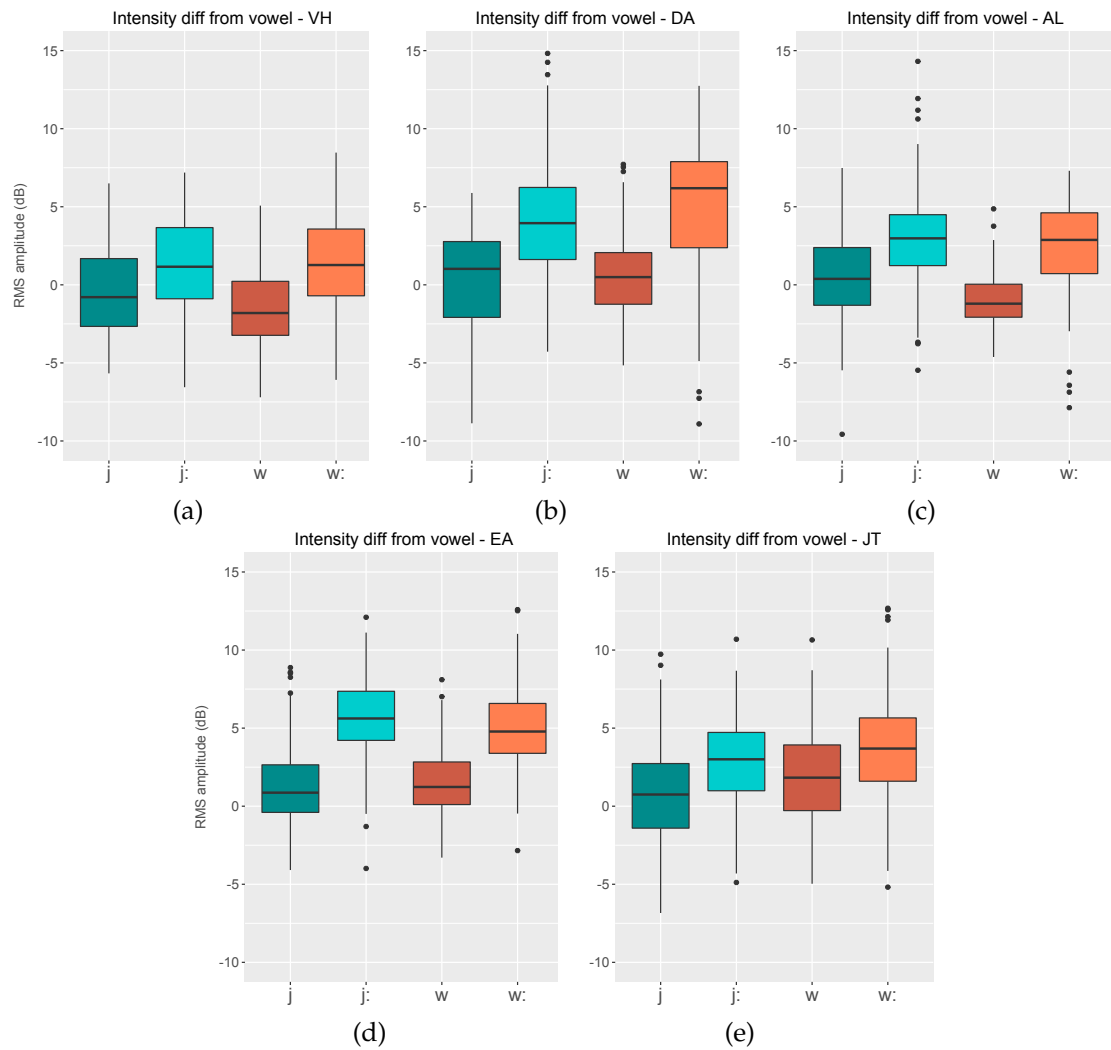 Intensity diff from vowel - VH
Intensity diff from vowel - DA
Intensity diff from vowel - AL
RMS amplitude (dB)
15
10
5
0
-5
-10
15
10
5
0
-5
-10
15
10
5
0
-5
-10
j j: w w:
j j: w w:
j j: w w:
(a)
(b)
(c)
Intensity diff from vowel - EA
Intensity diff from vowel - JT
RMS amplitude (dB)
15
10
5
0
-5
-10
15
10
5
0
-5
-10
j j: w w:
j j: w w:
(d)
(e)